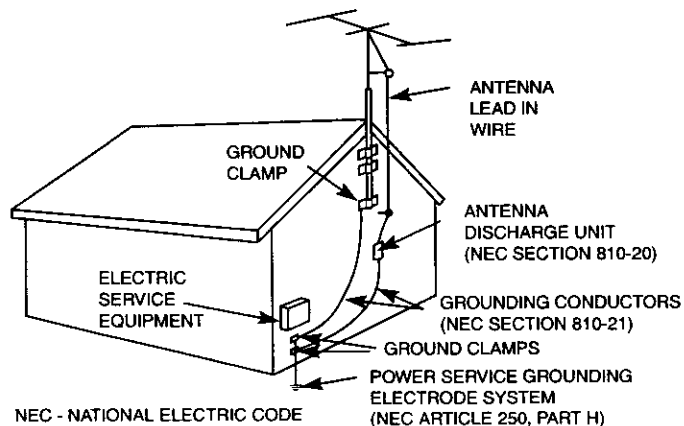 ANTENNA
LEAD IN
WIRE
GROUND
CLAMP
ANTENNA
DISCHARGE UNIT
(NEC SECTION 810-20)
ELECTRIC
SERVICE
EQUIPMENT
GROUNDING CONDUCTORS
(NEC SECTION 810-21)
GROUND CLAMPS
POWER SERVICE GROUNDING
ELECTRODE SYSTEM
(NEC ARTICLE 250, PART H)
NEC - NATIONAL ELECTRIC CODE